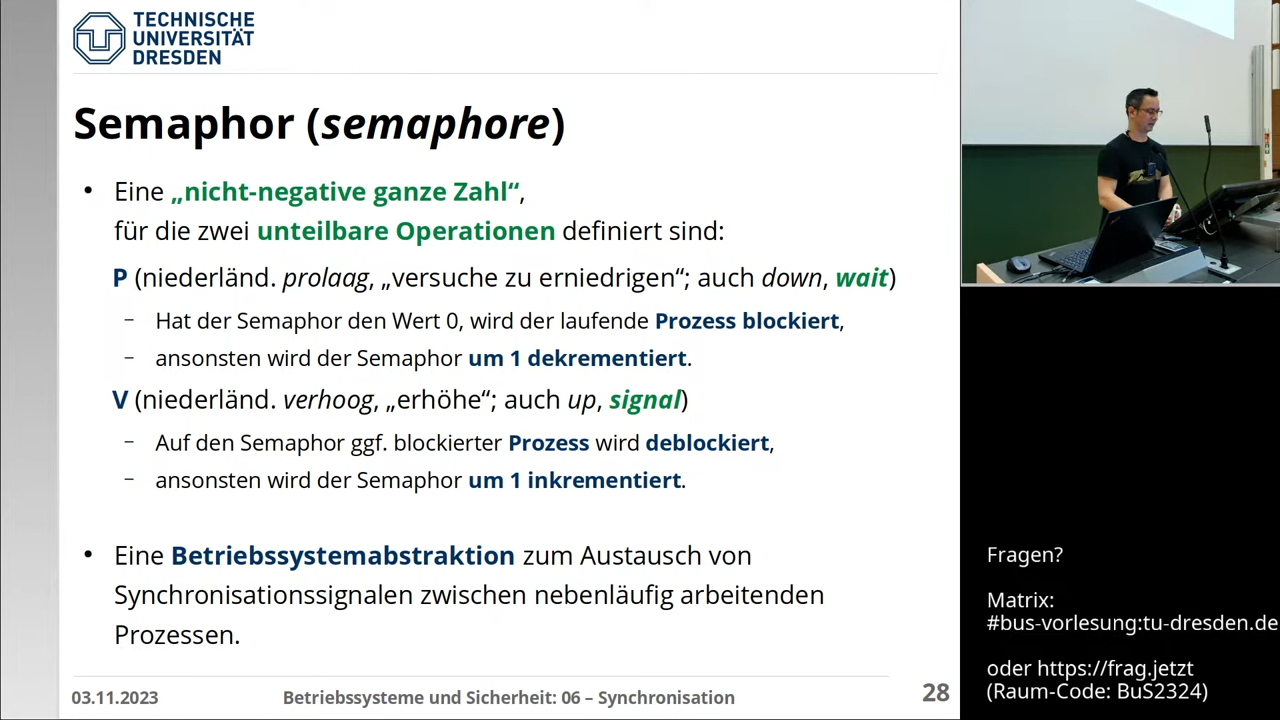 TECHNISCHE
UNIVERSITÄT
DRESDEN
Semaphor (semaphore)
• Eine „nicht-negative ganze Zahl“,
für die zwei unteilbare Operationen definiert sind:
P (niederländ. prolaag, „versuche zu erniedrigen“; auch down, wait)
– Hat der Semaphor den Wert 0, wird der laufende Prozess blockiert,
– ansonsten wird der Semaphor um 1 dekrementiert.
V (niederländ. verhoog, „erhöhe“; auch up, signal)
– Auf den Semaphor ggf. blockierter Prozess wird deblockiert,
– ansonsten wird der Semaphor um 1 inkrementiert.
• Eine Betriebssystemabstraktion zum Austausch von
Synchronisationssignalen zwischen nebenläufig arbeitenden
Prozessen.
03.11.2023 Betriebssysteme und Sicherheit: 06 – Synchronisation 28
Fragen?
Matrix:
#bus-vorlesung:tu-dresden.de
oder https://frag.jetzt
(Raum-Code: BuS2324)